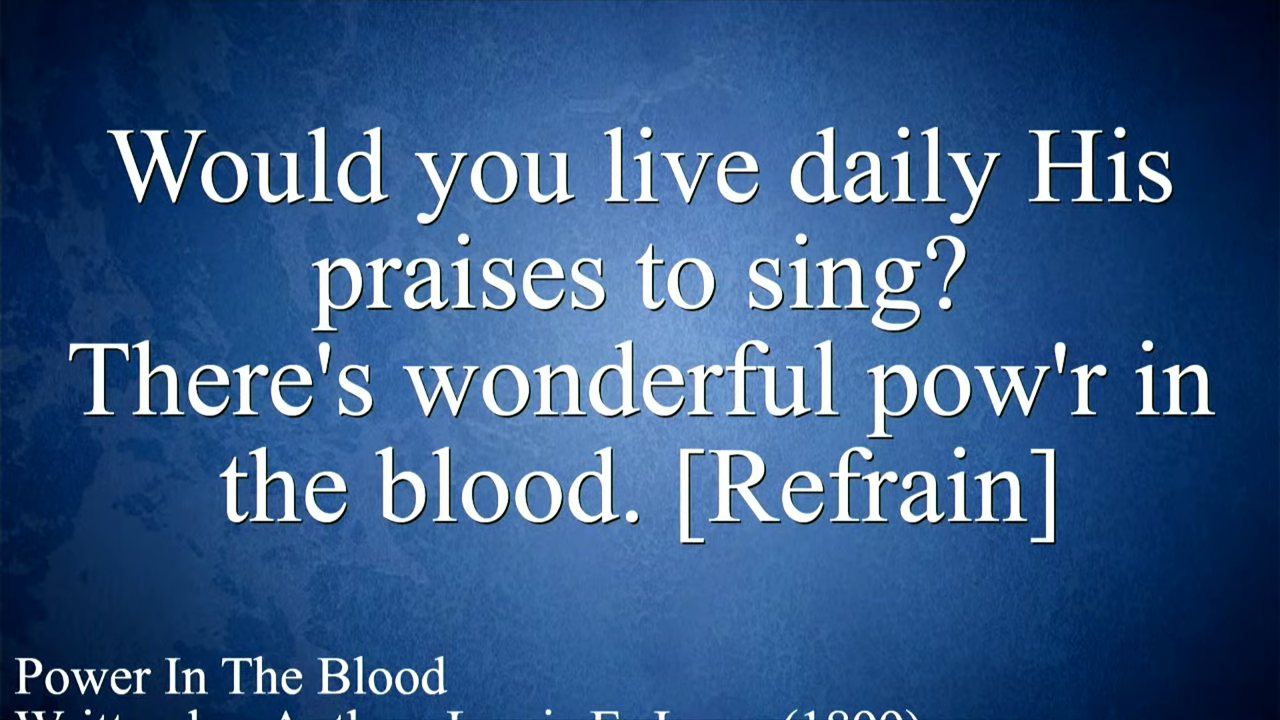 Would you live daily His
praises to sing?
There's wonderful pow'r in
the blood. [Refrain]
Power In The Blood